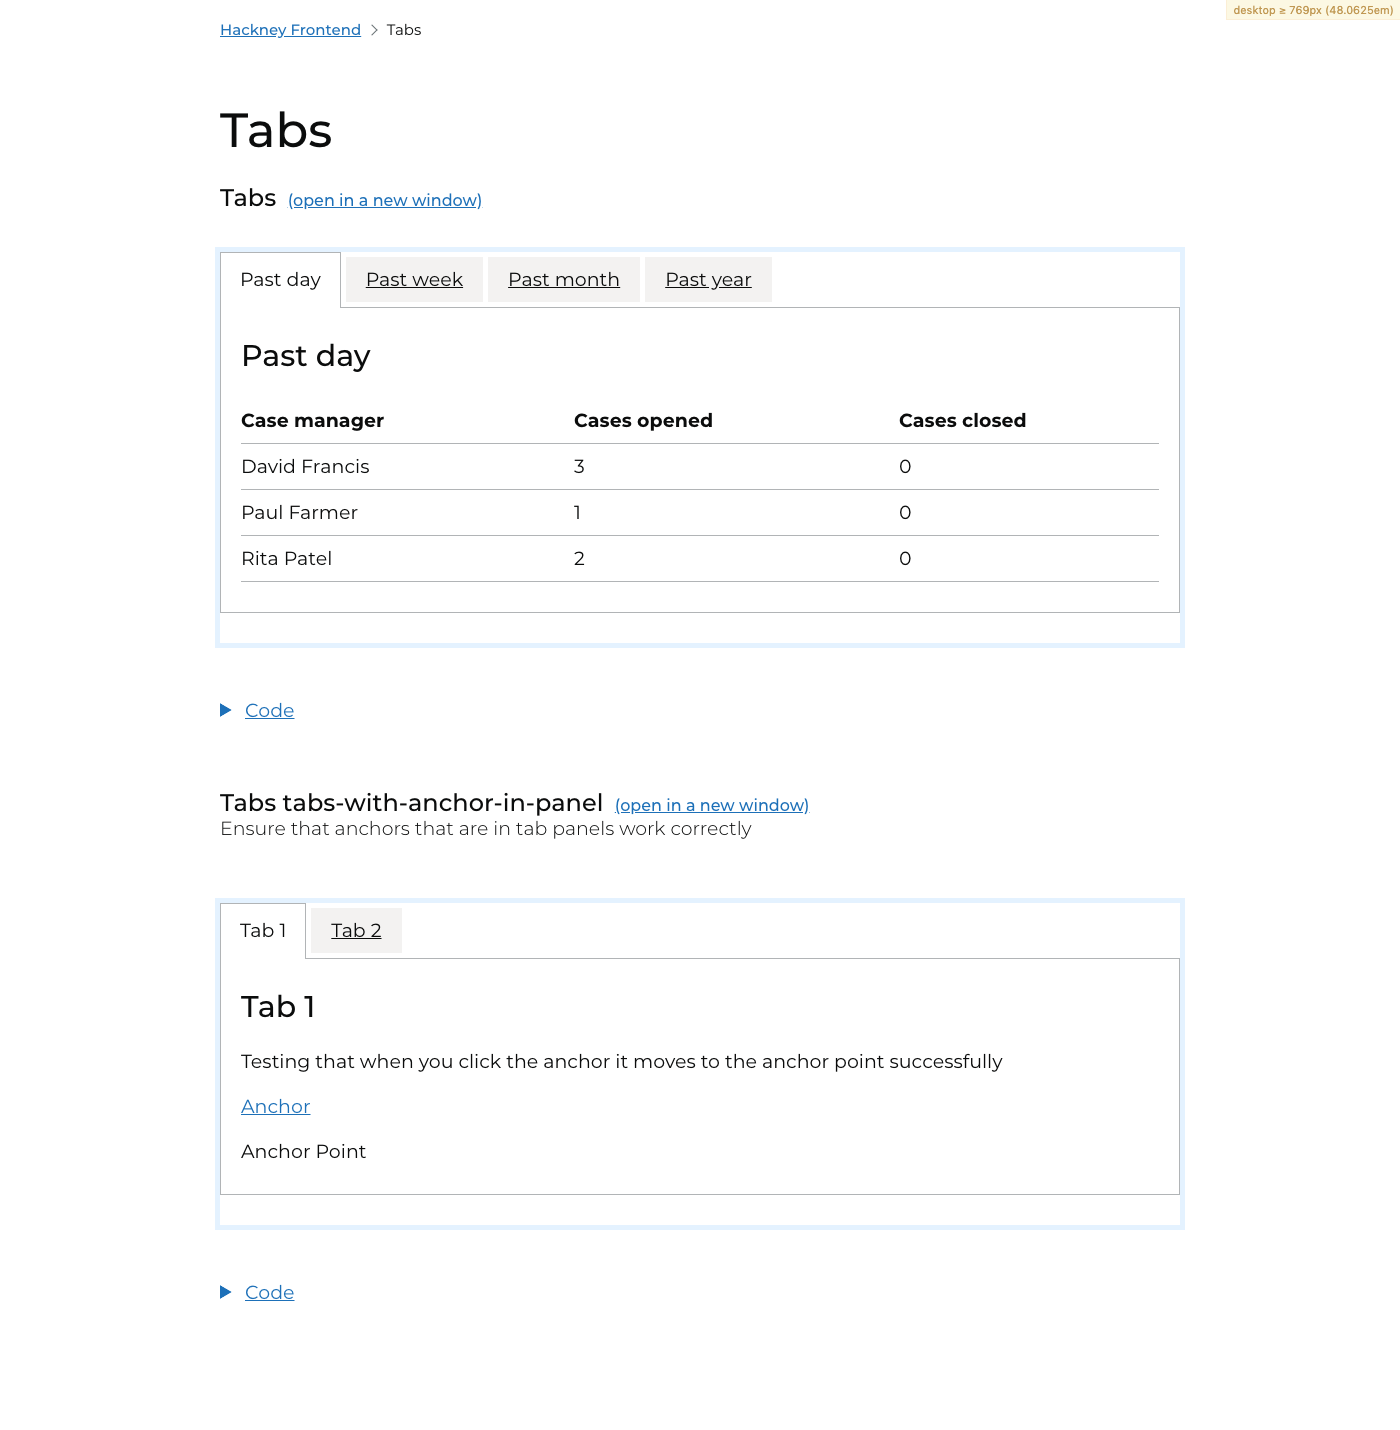 desktop ≥ 769px (48.0625em)
Hackney Frontend > Tabs
Tabs
Tabs (open in a new window)
Past day Past week Past month Past year
Past day
Case manager Cases opened Cases closed
David Francis 3 0
Paul Farmer 1 0
Rita Patel 2 0
Code
Tabs tabs-with-anchor-in-panel (open in a new window)
Ensure that anchors that are in tab panels work correctly
Tab 1 Tab 2
Tab 1
Testing that when you click the anchor it moves to the anchor point successfully
Anchor
Anchor Point
Code